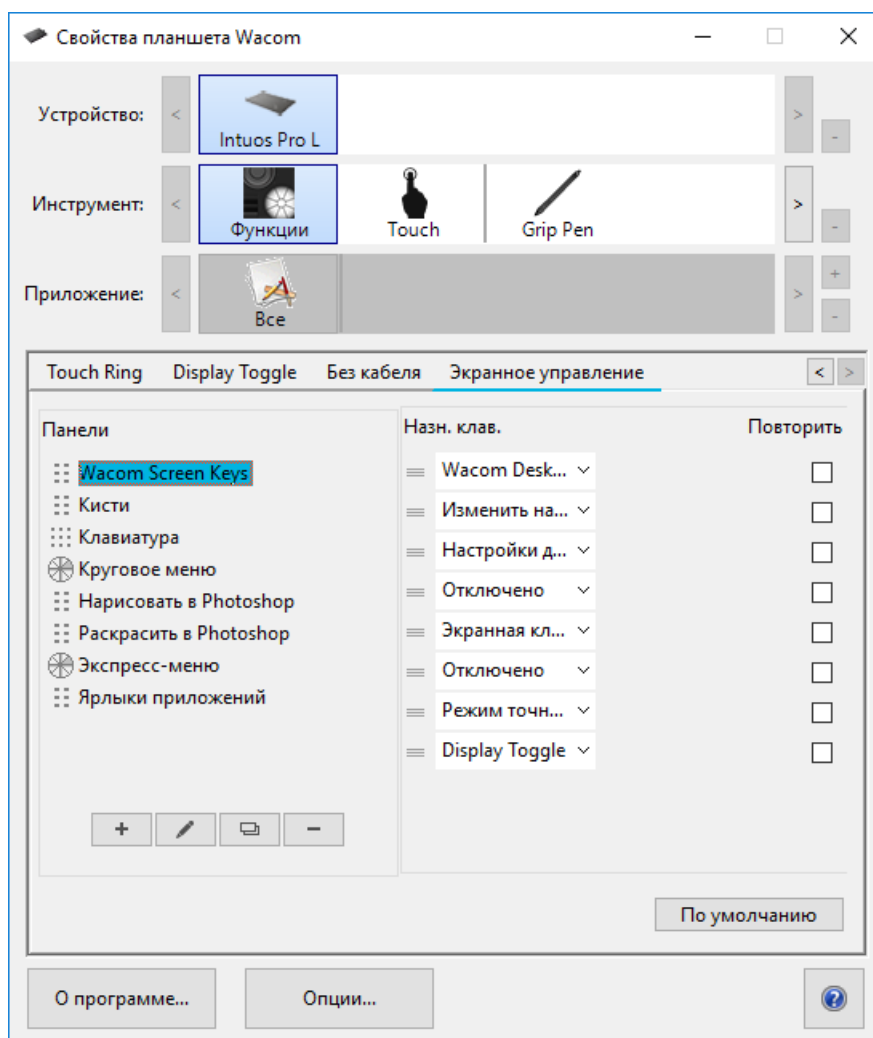 Свойства планшета Wacom
Устройство:
<
Intuos Pro L
>
-
Инструмент:
<
Функции
Touch
Grip Pen
>
-
Приложение:
<
Все
>
+
-
Touch Ring Display Toggle Без кабеля Экранное управление < >
Панели
Wacom Screen Keys
Кисти
Клавиатура
Круговое меню
Нарисовать в Photoshop
Раскрасить в Photoshop
Экспресс-меню
Ярлыки приложений
Назн. клав. Повторить
Wacom Desk...
Изменить на...
Настройки д...
Отключено
Экранная кл...
Отключено
Режим точн...
Display Toggle
По умолчанию
О программе... Опции... ?